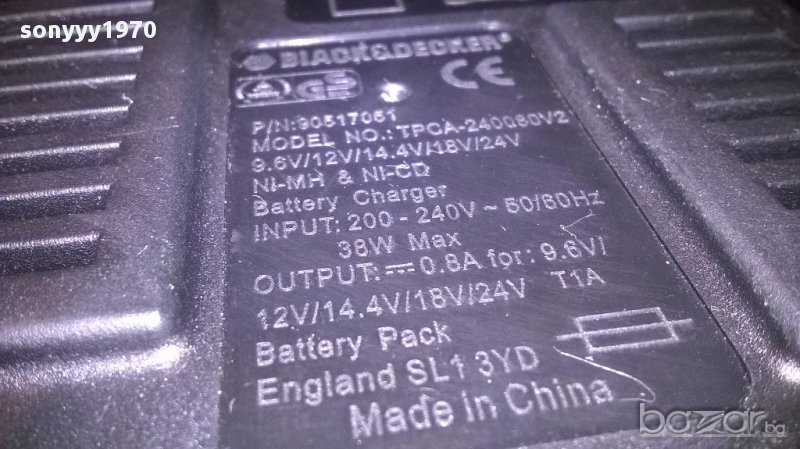 sonyyy1970
BLACK&DECKER
GS
CE
P/N:90517051
MODEL NO.: TPCA-240080V2
9.6V/12V/14.4V/18V/24V
NI-MH & NI-CD
Battery Charger
INPUT: 200 - 240V ~ 50/60Hz
38W Max
OUTPUT: ⎓ 0.8A for: 9.6V/
12V/14.4V/18V/24V T1A
Battery Pack
England SL1 3YD
Made in China
bazar.bg